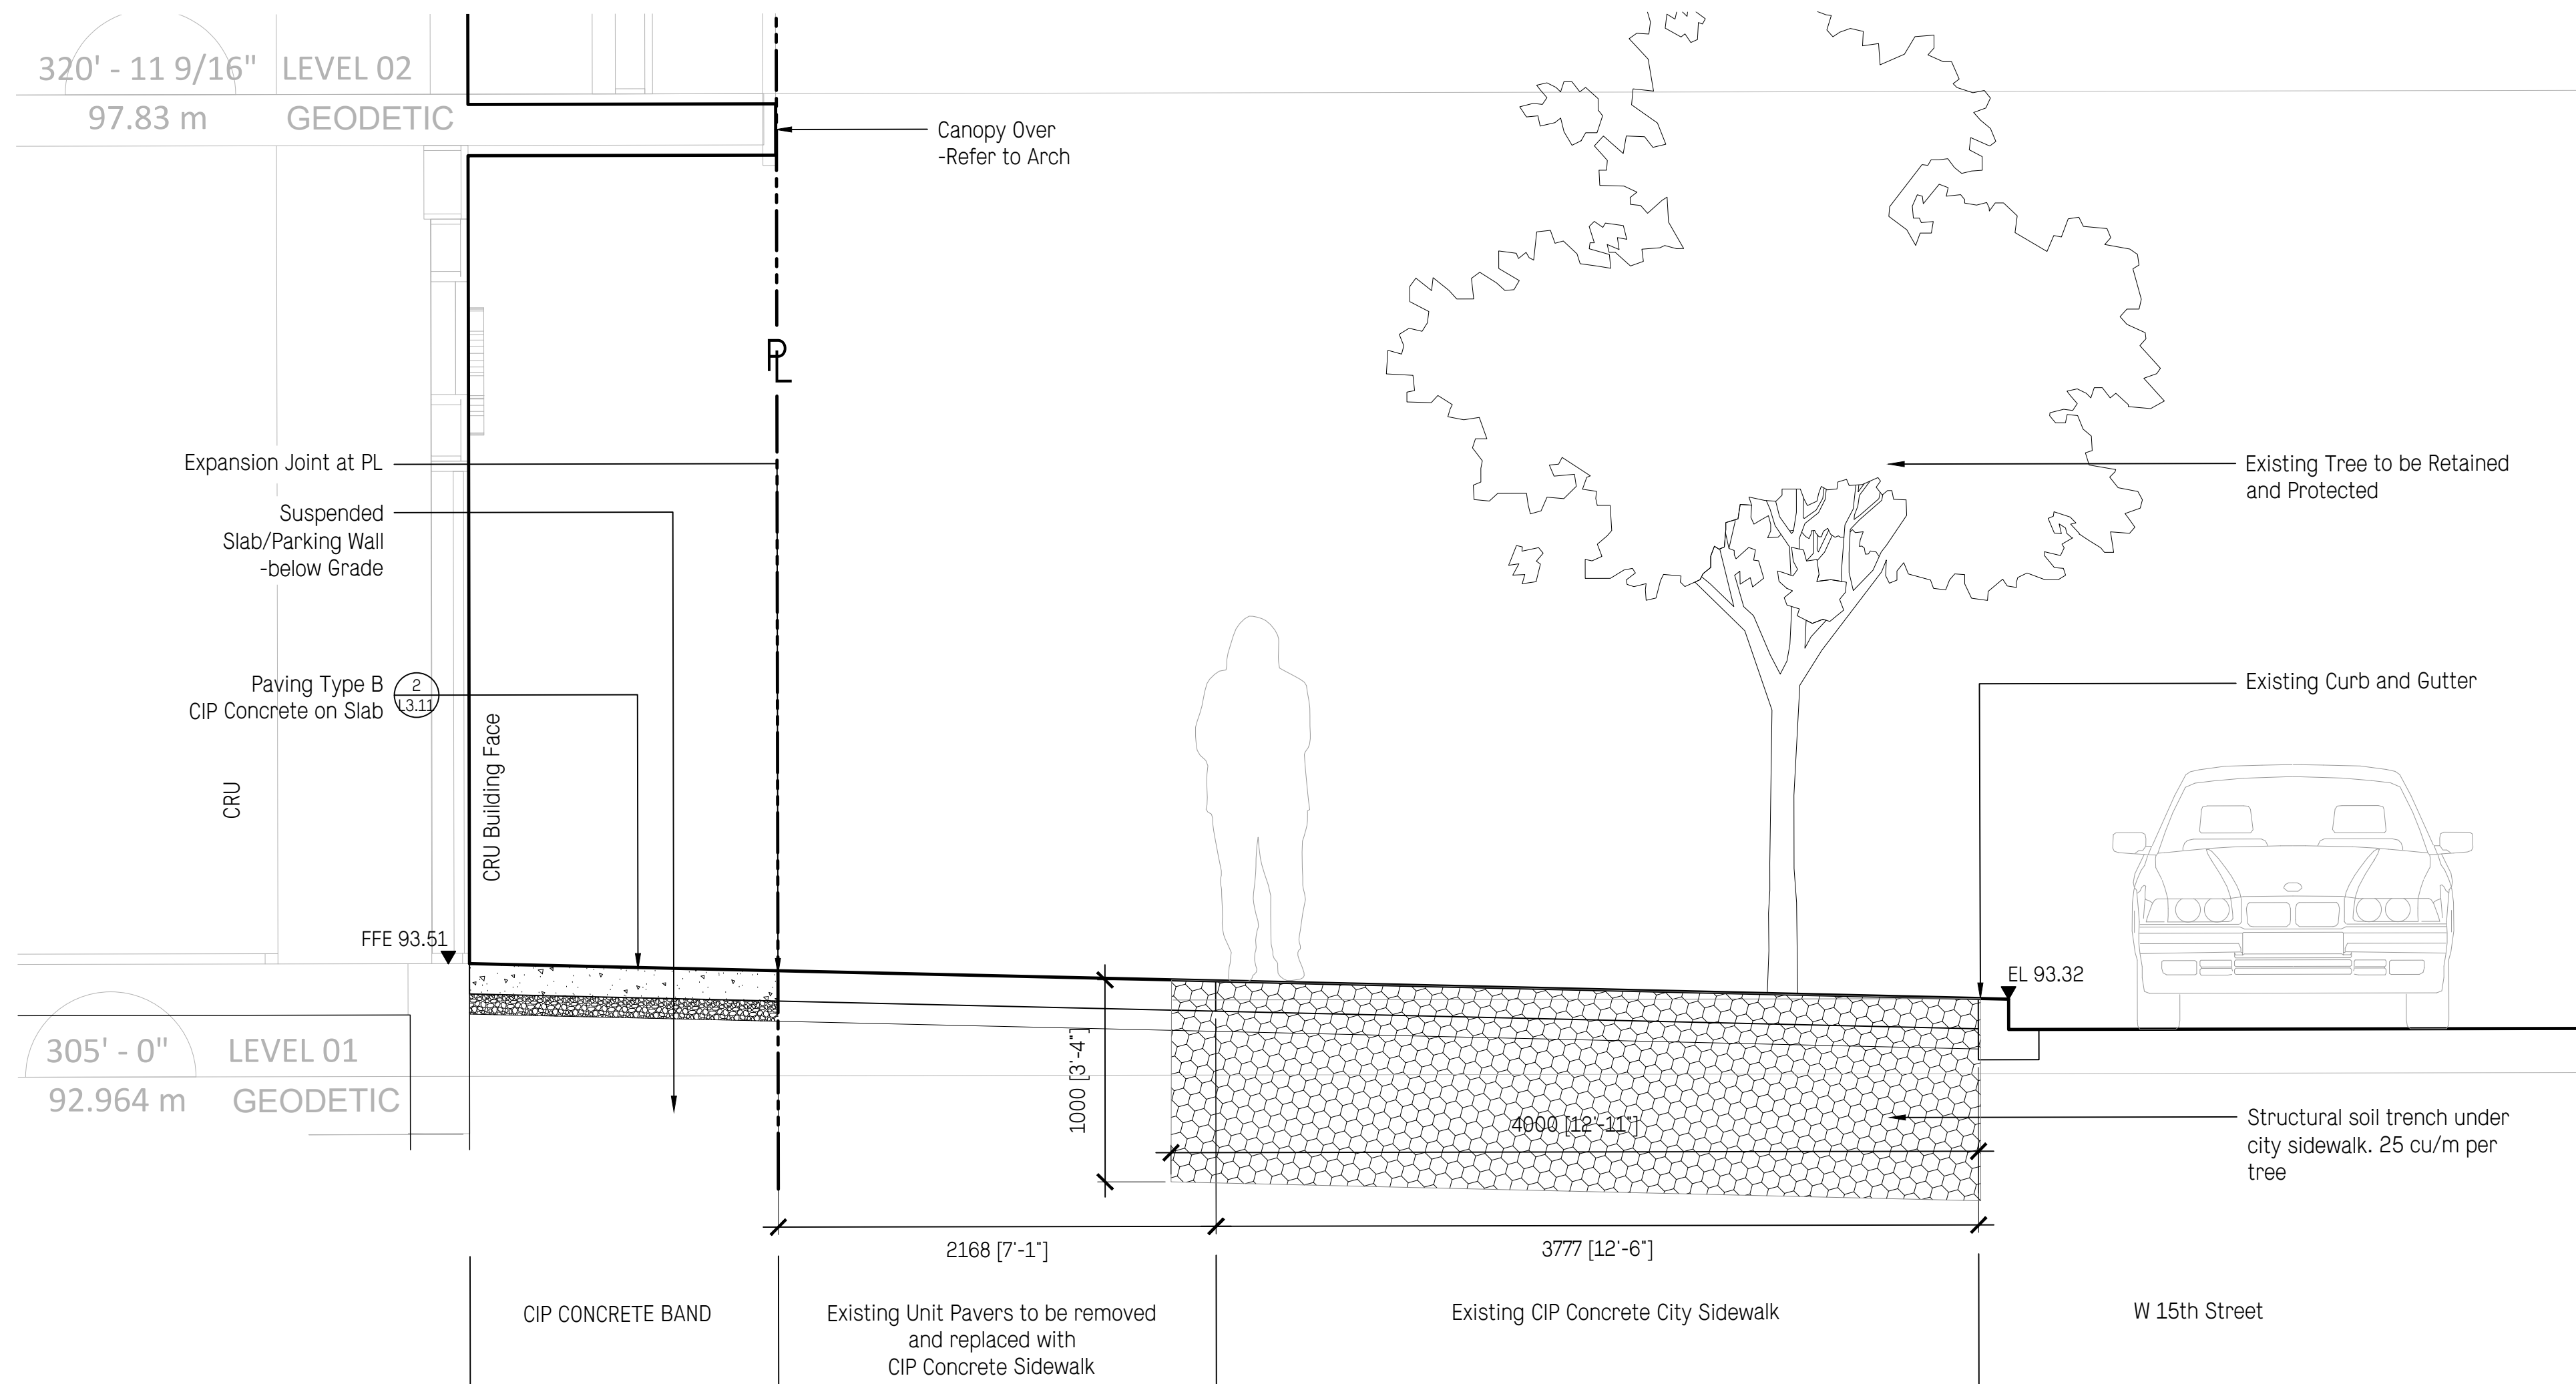 320' - 11 9/16" LEVEL 02
97.83 m GEODETIC
Canopy Over
-Refer to Arch
PL
Expansion Joint at PL
Existing Tree to be Retained
and Protected
Suspended
Slab/Parking Wall
-below Grade
Paving Type B
CIP Concrete on Slab
2
L3.11
Existing Curb and Gutter
CRU
CRU Building Face
FFE 93.51
EL 93.32
305' - 0" LEVEL 01
92.964 m GEODETIC
1000 [3'-4"]
4000 [12'-11"]
Structural soil trench under
city sidewalk. 25 cu/m per
tree
2168 [7'-1"]
3777 [12'-6"]
CIP CONCRETE BAND
Existing Unit Pavers to be removed
and replaced with
CIP Concrete Sidewalk
Existing CIP Concrete City Sidewalk
W 15th Street